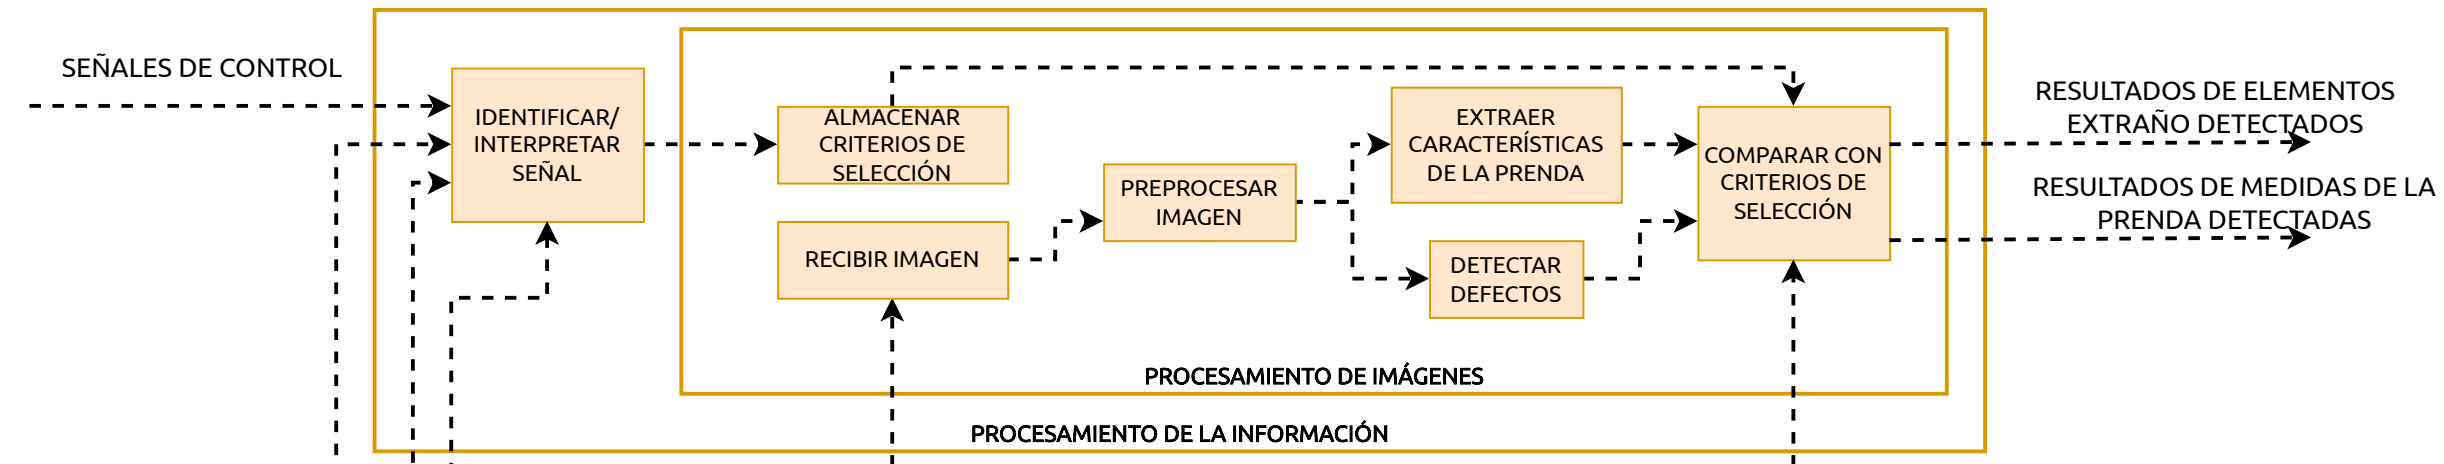 SEÑALES DE CONTROL
IDENTIFICAR/
INTERPRETAR
SEÑAL
ALMACENAR
CRITERIOS DE
SELECCIÓN
RECIBIR IMAGEN
PREPROCESAR
IMAGEN
EXTRAER
CARACTERÍSTICAS
DE LA PRENDA
DETECTAR
DEFECTOS
COMPARAR CON
CRITERIOS DE
SELECCIÓN
RESULTADOS DE ELEMENTOS
EXTRAÑO DETECTADOS
RESULTADOS DE MEDIDAS DE LA
PRENDA DETECTADAS
PROCESAMIENTO DE IMÁGENES
PROCESAMIENTO DE LA INFORMACIÓN